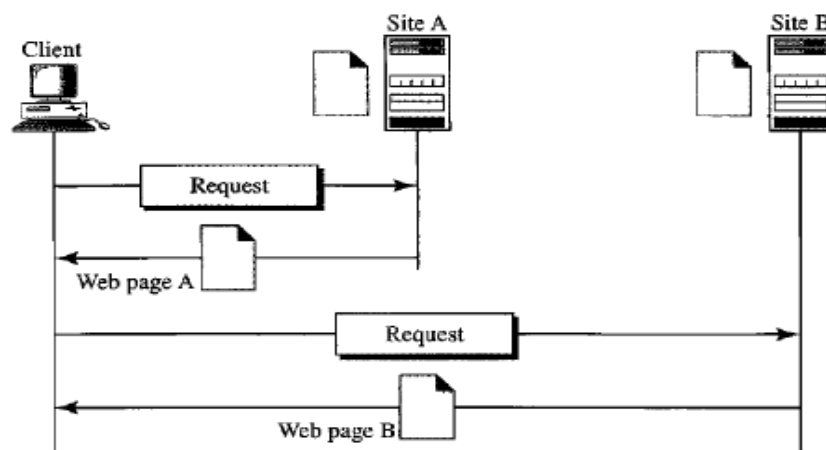 Site A
Site B
Client
Request
Web page A
Request
Web page B